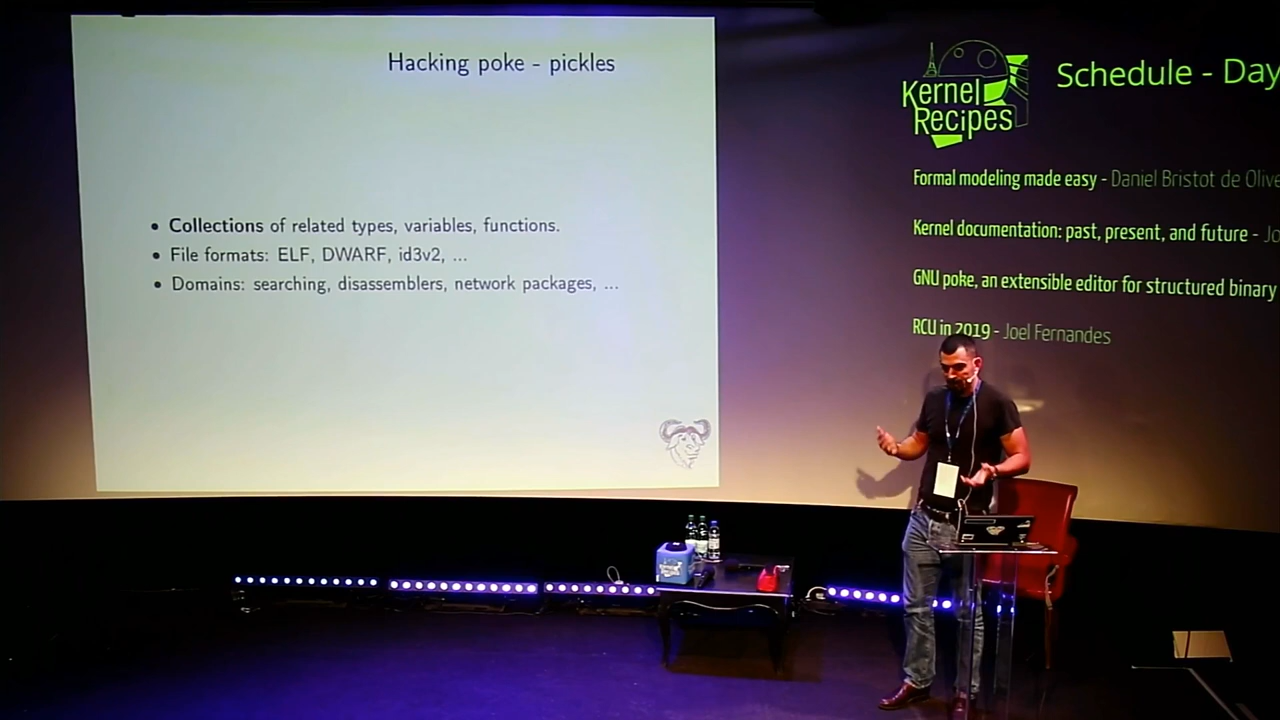 Hacking poke - pickles
• Collections of related types, variables, functions.
• File formats: ELF, DWARF, id3v2, ...
• Domains: searching, disassemblers, network packages, ...
Kernel
Recipes
Schedule - Day
Formal modeling made easy - Daniel Bristot de Olive
Kernel documentation: past, present, and future - Jo
GNU poke, an extensible editor for structured binary
RCU in 2019 - Joel Fernandes